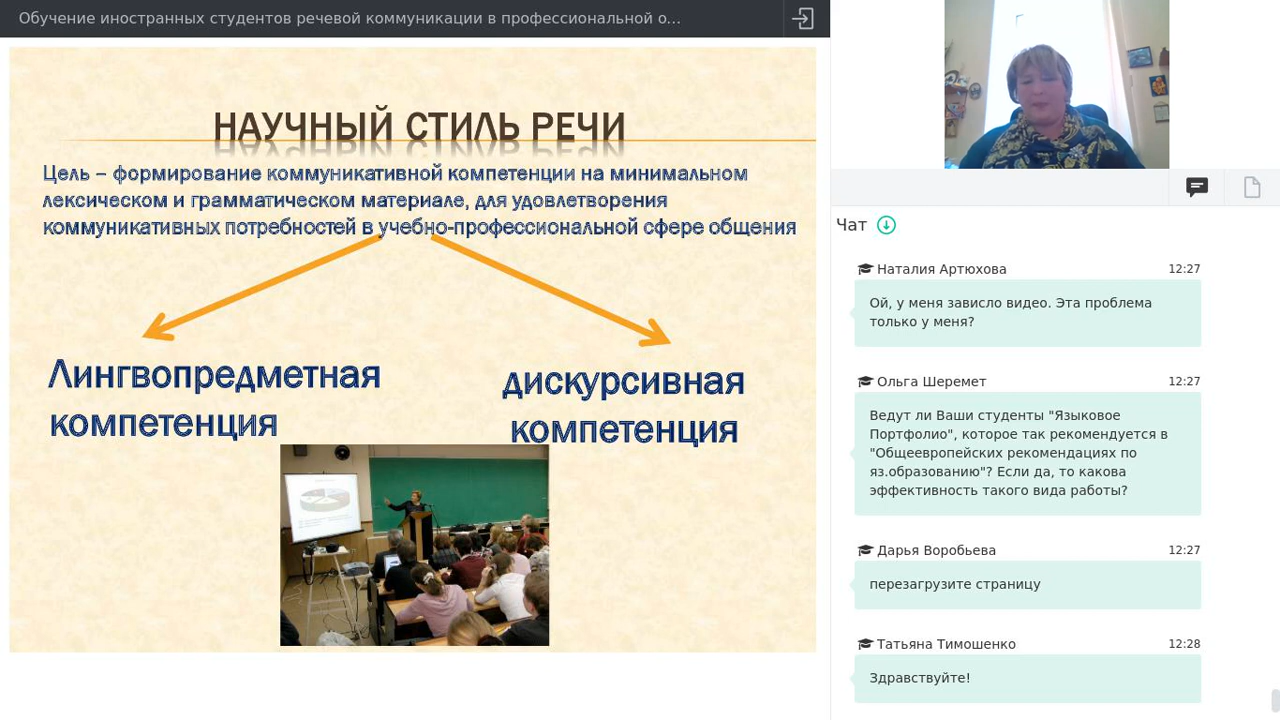 Обучение иностранных студентов речевой коммуникации в профессиональной о...
НАУЧНЫЙ СТИЛЬ РЕЧИ
Цель – формирование коммуникативной компетенции на минимальном
лексическом и грамматическом материале, для удовлетворения
коммуникативных потребностей в учебно-профессиональной сфере общения
Лингвопредметная
компетенция
дискурсивная
компетенция
Чат
Наталия Артюхова 12:27
Ой, у меня зависло видео. Эта проблема
только у меня?
Ольга Шеремет 12:27
Ведут ли Ваши студенты "Языковое
Портфолио", которое так рекомендуется в
"Общеевропейских рекомендациях по
яз.образованию"? Если да, то какова
эффективность такого вида работы?
Дарья Воробьева 12:27
перезагрузите страницу
Татьяна Тимошенко 12:28
Здравствуйте!